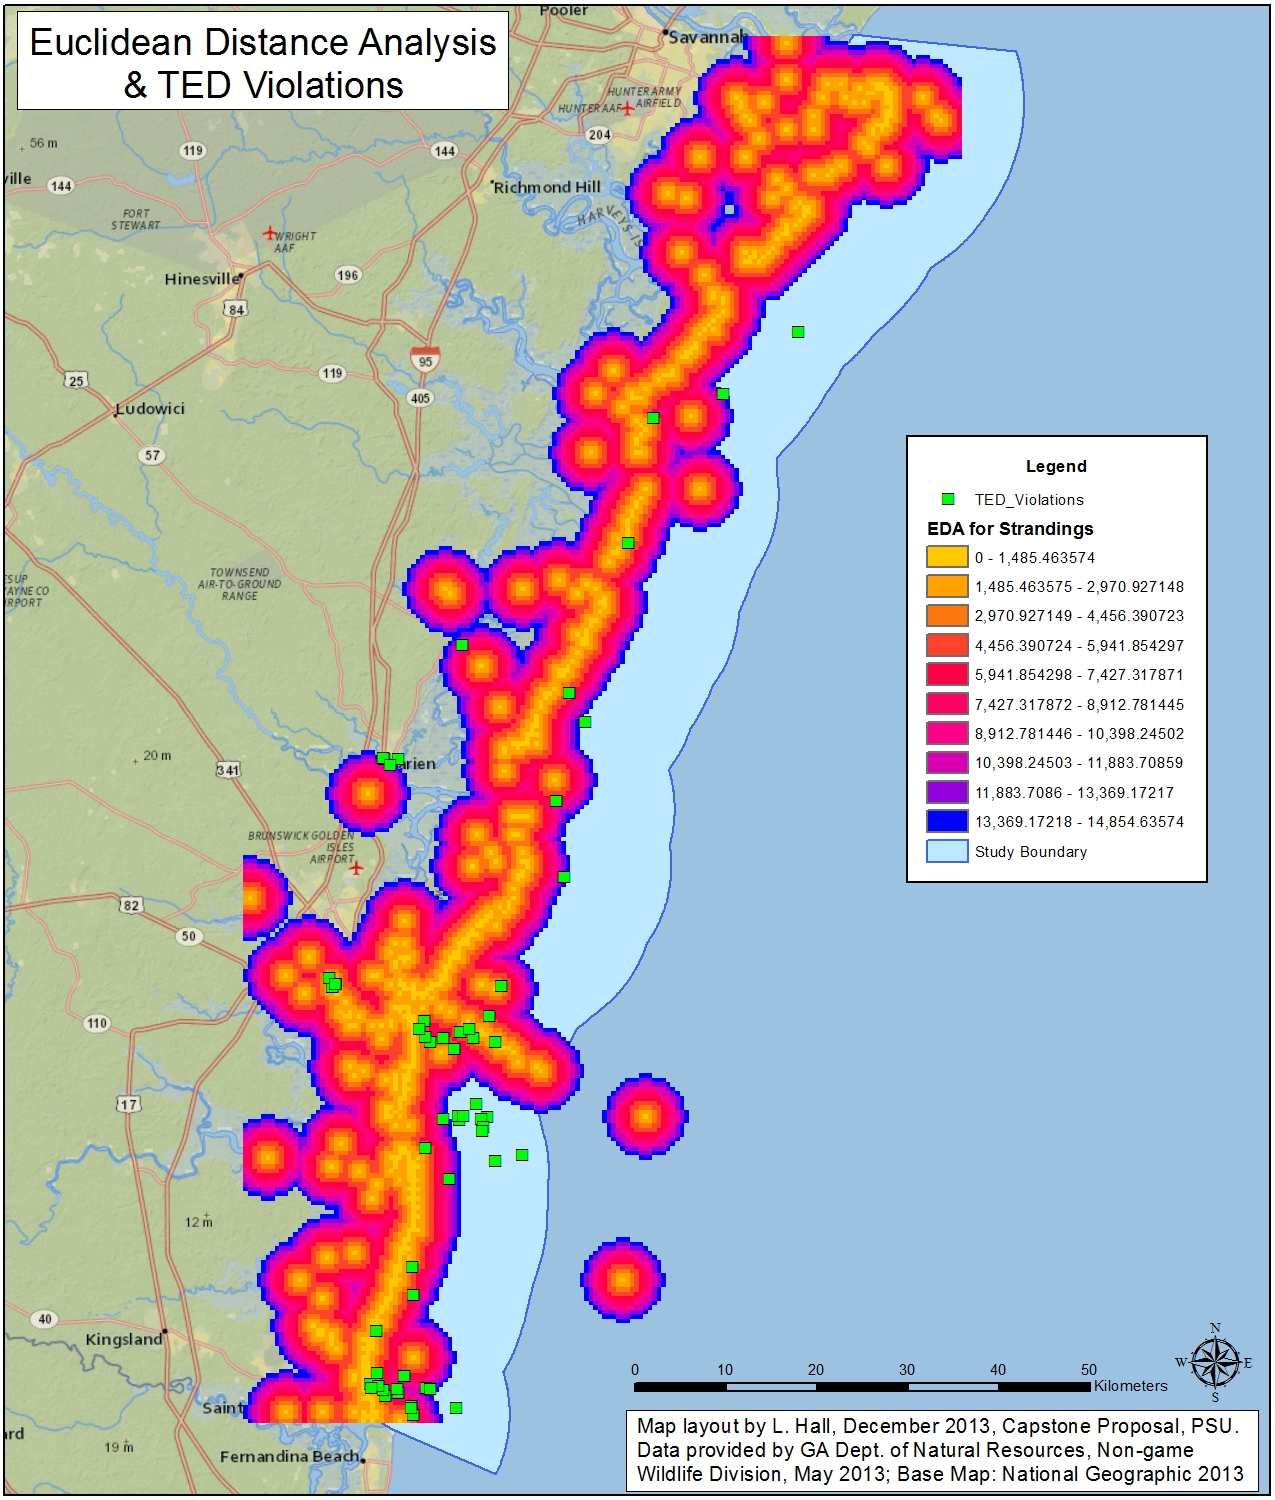 Euclidean Distance Analysis
& TED Violations
Pooler
Savannah
HUNTER ARMY
AIRFIELD
HUNTER AAF
204
56 m
119
144
ville
144
Richmond Hill
HARVEYS IS
FORT
STEWART
WRIGHT
AAF
Hinesville
196
84
95
119
25
405
Ludowici
57
Legend
TED_Violations
EDA for Strandings
0 - 1,485.463574
1,485.463575 - 2,970.927148
2,970.927149 - 4,456.390723
4,456.390724 - 5,941.854297
5,941.854298 - 7,427.317871
7,427.317872 - 8,912.781445
8,912.781446 - 10,398.24502
10,398.24503 - 11,883.70859
11,883.7086 - 13,369.17217
13,369.17218 - 14,854.63574
Study Boundary
TOWNSEND
AIR-TO-GROUND
RANGE
ESUP
WAYNE CO
IRPORT
20 m
341
arien
BRUNSWICK GOLDEN
ISLES
AIRPORT
82
50
110
17
12 m
40
Kingsland
Saint
ard
19 m
Fernandina Beach
N
W
E
S
0 10 20 30 40 50
Kilometers
Map layout by L. Hall, December 2013, Capstone Proposal, PSU.
Data provided by GA Dept. of Natural Resources, Non-game
Wildlife Division, May 2013; Base Map: National Geographic 2013